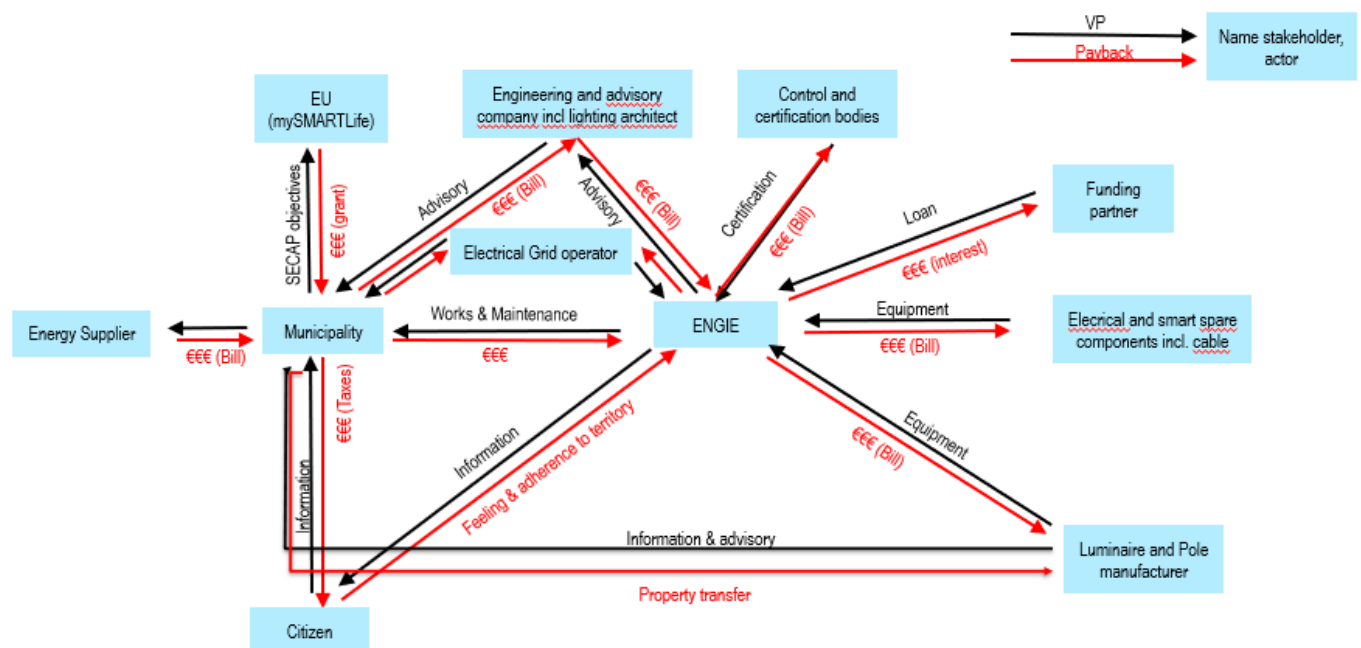 VP
Payback
Name stakeholder,
actor
EU
(mySMARTLife)
Engineering and advisory
company incl lighting architect
Control and
certification bodies
Funding
partner
SECAP objectives
€€€ (grant)
Advisory
€€€ (Bill)
Advisory
€€€ (Bill)
Certification
€€€ (Bill)
Loan
€€€ (interest)
Electrical Grid operator
Energy Supplier
€€€ (Bill)
Municipality
Works & Maintenance
€€€
ENGIE
Equipment
€€€ (Bill)
Elecrical and smart spare
components incl. cable
€€€ (Taxes)
Information
Information
Feeling & adherence to territory
Equipment
€€€ (Bill)
Information & advisory
Property transfer
Luminaire and Pole
manufacturer
Citizen